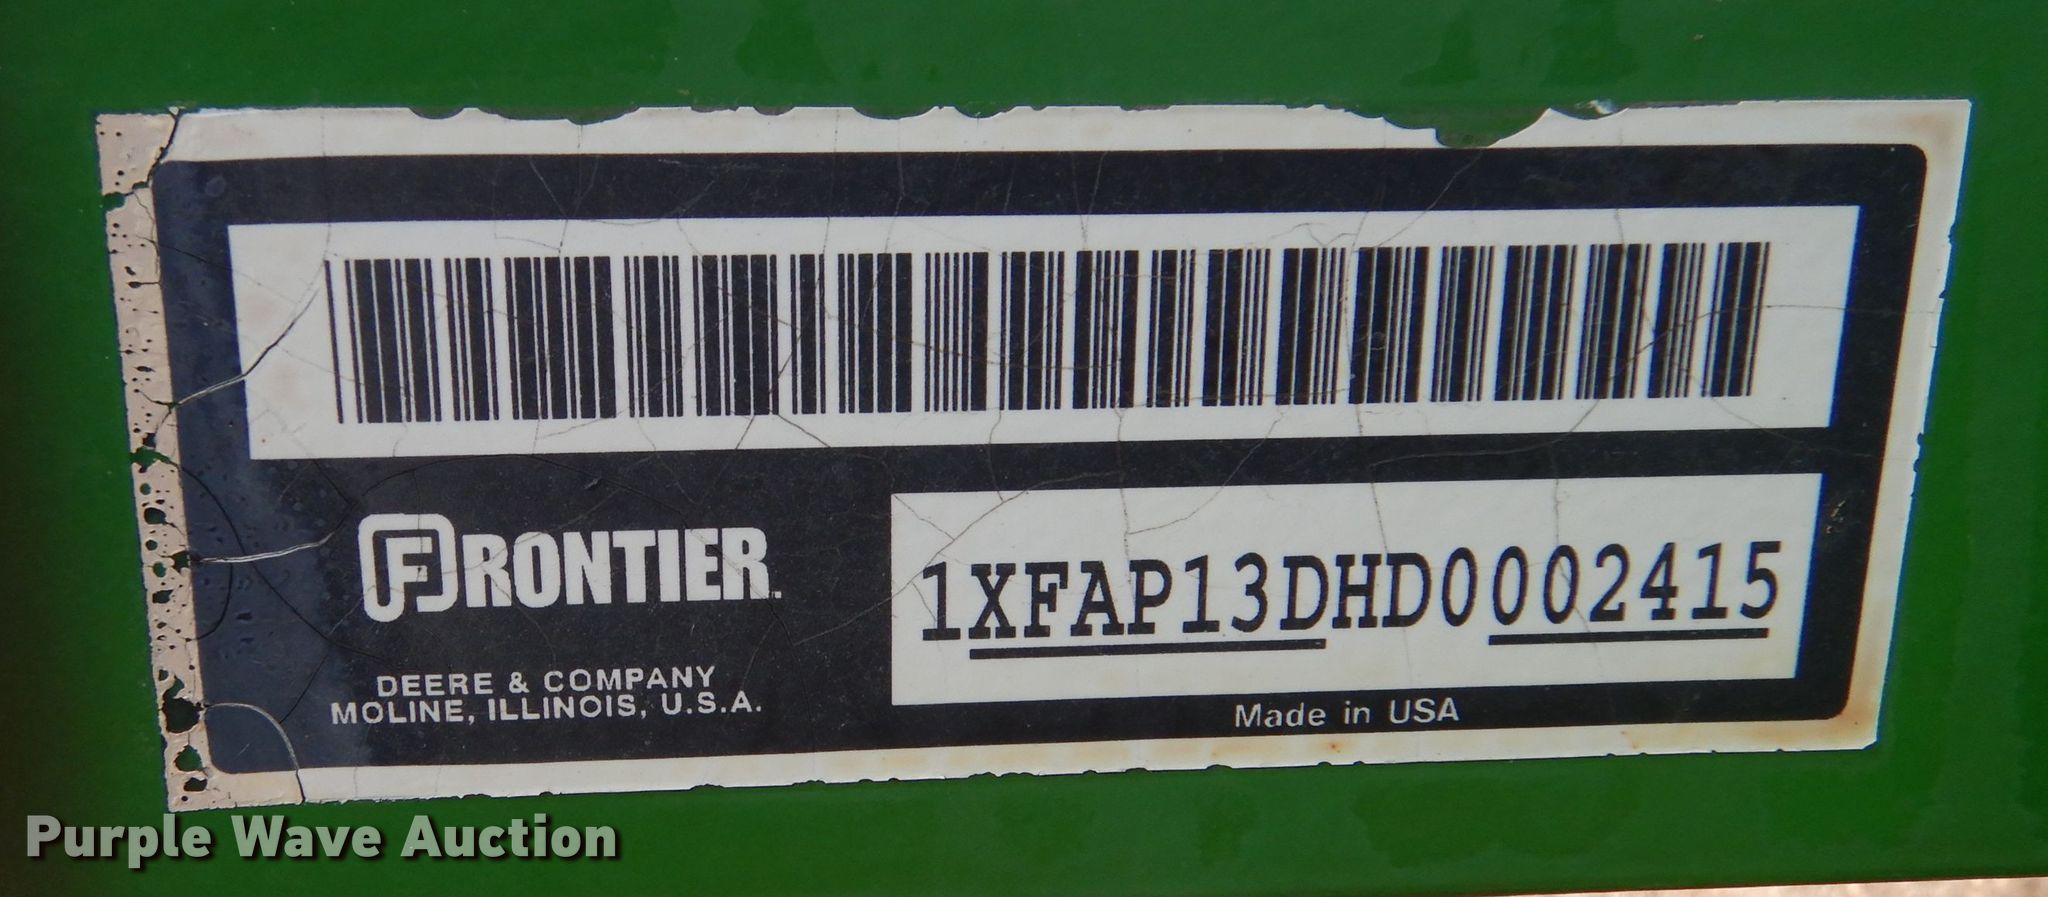 FRONTIER.
1XFAP13DHD0002415
DEERE & COMPANY
MOLINE, ILLINOIS, U.S.A.
Made in USA
Purple Wave Auction